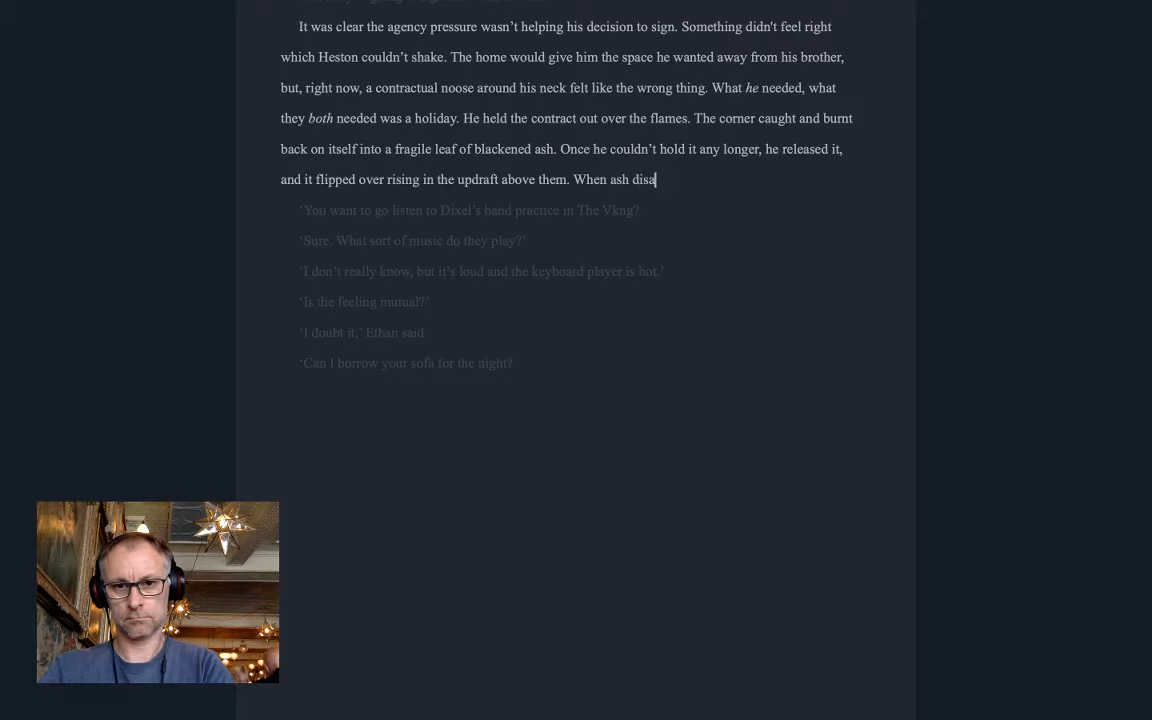 It was clear the agency pressure wasn’t helping his decision to sign. Something didn't feel right
which Heston couldn’t shake. The home would give him the space he wanted away from his brother,
but, right now, a contractual noose around his neck felt like the wrong thing. What he needed, what
they both needed was a holiday. He held the contract out over the flames. The corner caught and burnt
back on itself into a fragile leaf of blackened ash. Once he couldn’t hold it any longer, he released it,
and it flipped over rising in the updraft above them. When ash disa
‘You want to go listen to Dixel’s band practice in The Vkng?
‘Sure. What sort of music do they play?’
‘I don’t really know, but it’s loud and the keyboard player is hot.’
‘Is the feeling mutual?’
‘I doubt it,’ Ethan said
‘Can I borrow your sofa for the night?